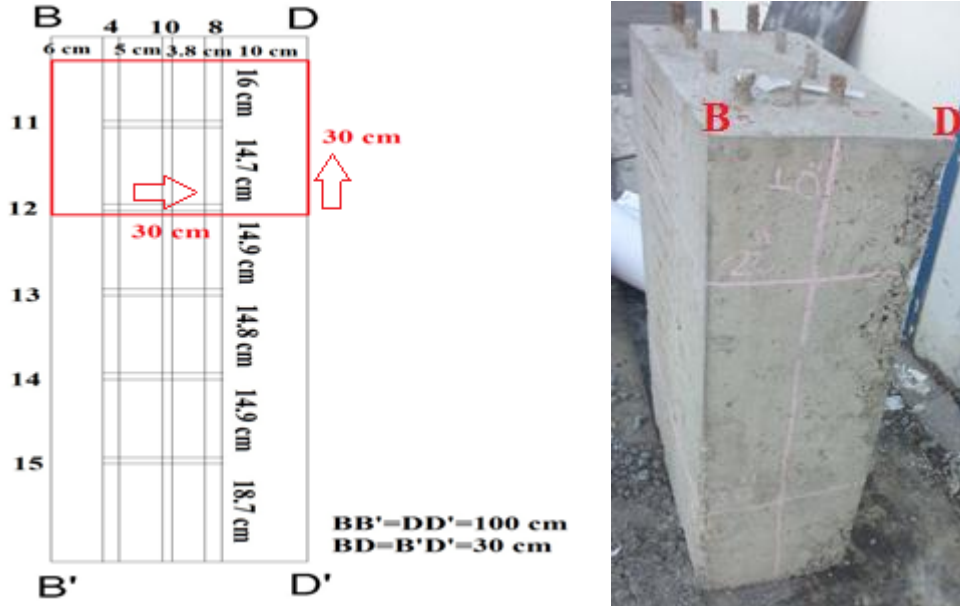 B D
4 10 8
6 cm 5 cm 3.8 cm 10 cm
16 cm
11
30 cm
14.7 cm
12
30 cm
14.9 cm
13
14.8 cm
14
14.9 cm
15
18.7 cm
BB'=DD'=100 cm
BD=B'D'=30 cm
B' D'
B D